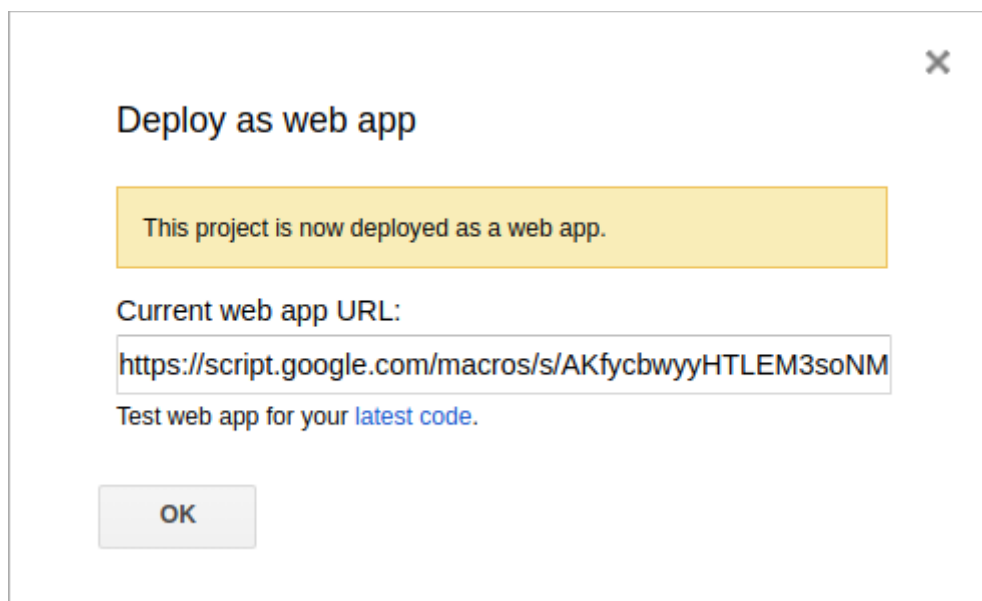 Deploy as web app
This project is now deployed as a web app.
Current web app URL:
https://script.google.com/macros/s/AKfycbwyyHTLEM3soNM
Test web app for your latest code.
OK